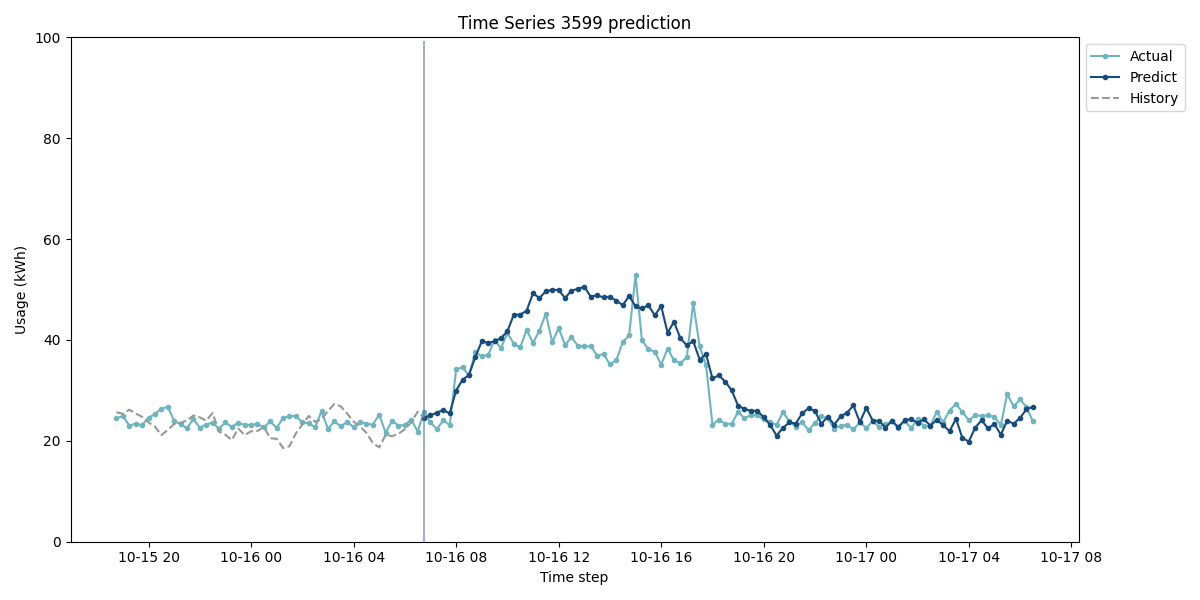 Time Series 3599 prediction
100
80
60
40
20
0
Usage (kWh)
10-15 20
10-16 00
10-16 04
10-16 08
10-16 12
10-16 16
10-16 20
10-17 00
10-17 04
10-17 08
Time step
Actual
Predict
History